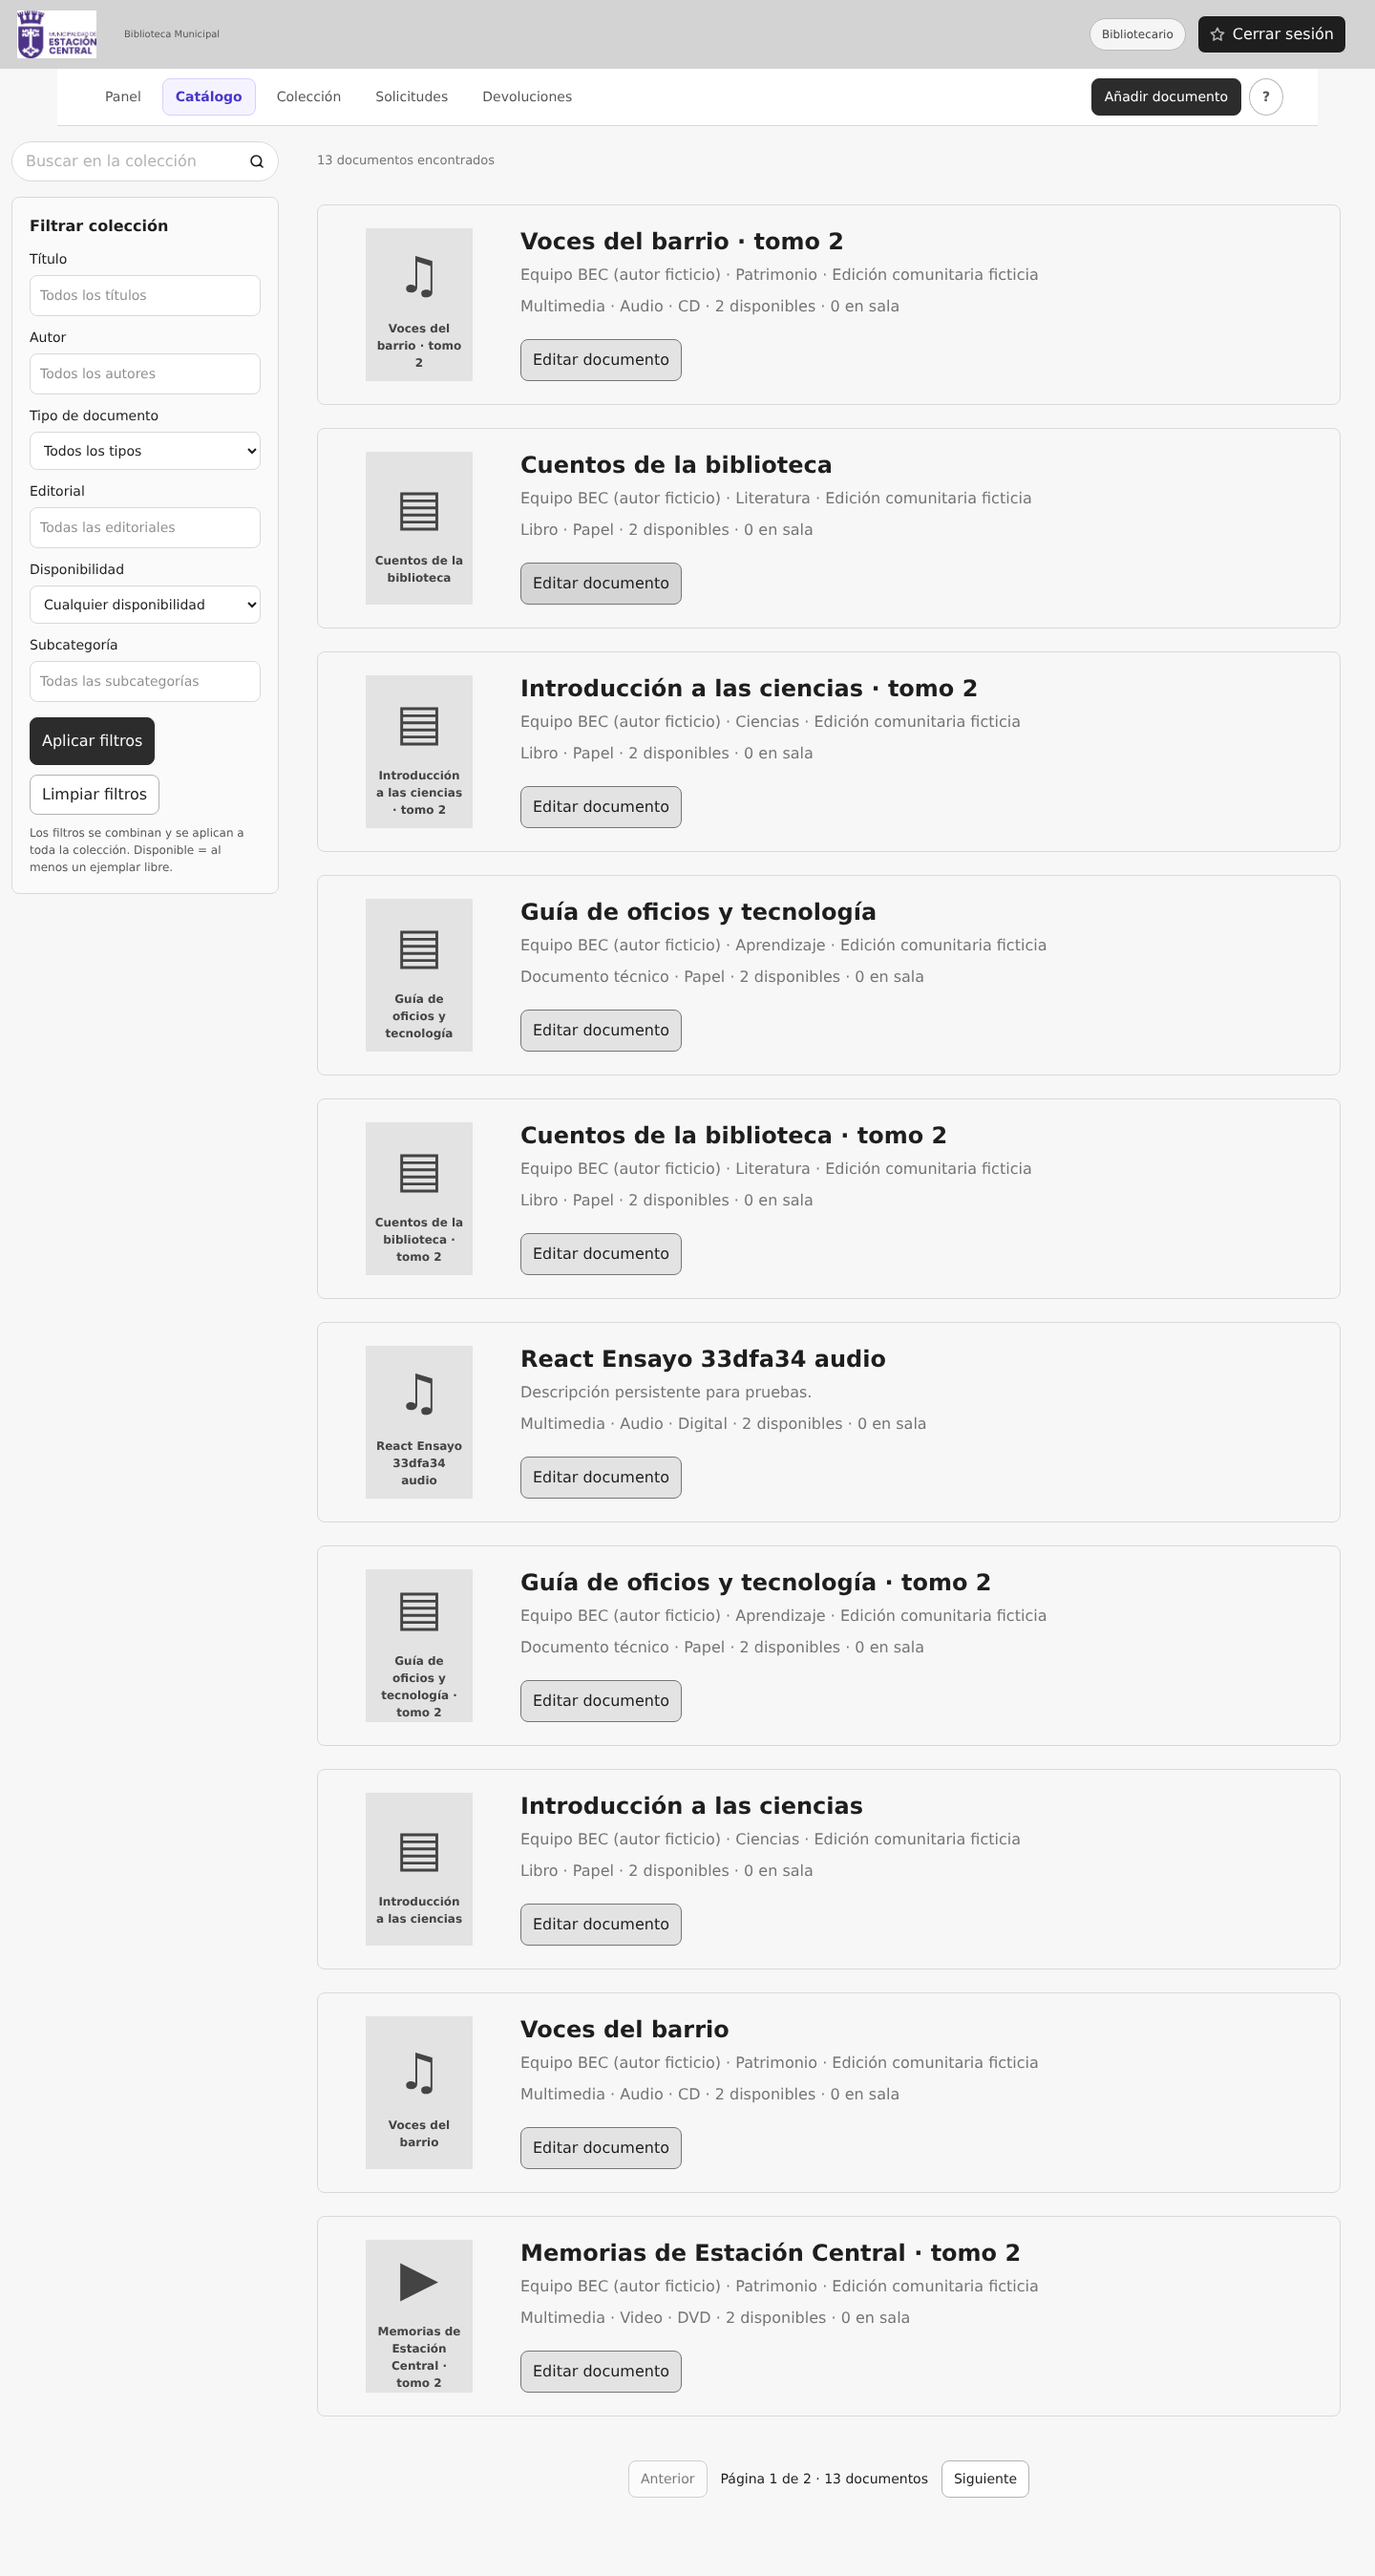 MUNICIPALIDAD DE
ESTACIÓN
CENTRAL
Biblioteca Municipal
Bibliotecario
Cerrar sesión
Panel
Catálogo
Colección
Solicitudes
Devoluciones
Añadir documento
?
Buscar en la colección
13 documentos encontrados
Filtrar colección
Título
Todos los títulos
Autor
Todos los autores
Tipo de documento
Todos los tipos
Editorial
Todas las editoriales
Disponibilidad
Cualquier disponibilidad
Subcategoría
Todas las subcategorías
Aplicar filtros
Limpiar filtros
Los filtros se combinan y se aplican a
toda la colección. Disponible = al
menos un ejemplar libre.
Voces del
barrio · tomo
2
Voces del barrio · tomo 2
Equipo BEC (autor ficticio) · Patrimonio · Edición comunitaria ficticia
Multimedia · Audio · CD · 2 disponibles · 0 en sala
Editar documento
Cuentos de la
biblioteca
Cuentos de la biblioteca
Equipo BEC (autor ficticio) · Literatura · Edición comunitaria ficticia
Libro · Papel · 2 disponibles · 0 en sala
Editar documento
Introducción
a las ciencias
· tomo 2
Introducción a las ciencias · tomo 2
Equipo BEC (autor ficticio) · Ciencias · Edición comunitaria ficticia
Libro · Papel · 2 disponibles · 0 en sala
Editar documento
Guía de
oficios y
tecnología
Guía de oficios y tecnología
Equipo BEC (autor ficticio) · Aprendizaje · Edición comunitaria ficticia
Documento técnico · Papel · 2 disponibles · 0 en sala
Editar documento
Cuentos de la
biblioteca ·
tomo 2
Cuentos de la biblioteca · tomo 2
Equipo BEC (autor ficticio) · Literatura · Edición comunitaria ficticia
Libro · Papel · 2 disponibles · 0 en sala
Editar documento
React Ensayo
33dfa34
audio
React Ensayo 33dfa34 audio
Descripción persistente para pruebas.
Multimedia · Audio · Digital · 2 disponibles · 0 en sala
Editar documento
Guía de
oficios y
tecnología ·
tomo 2
Guía de oficios y tecnología · tomo 2
Equipo BEC (autor ficticio) · Aprendizaje · Edición comunitaria ficticia
Documento técnico · Papel · 2 disponibles · 0 en sala
Editar documento
Introducción
a las ciencias
Introducción a las ciencias
Equipo BEC (autor ficticio) · Ciencias · Edición comunitaria ficticia
Libro · Papel · 2 disponibles · 0 en sala
Editar documento
Voces del
barrio
Voces del barrio
Equipo BEC (autor ficticio) · Patrimonio · Edición comunitaria ficticia
Multimedia · Audio · CD · 2 disponibles · 0 en sala
Editar documento
Memorias de
Estación
Central ·
tomo 2
Memorias de Estación Central · tomo 2
Equipo BEC (autor ficticio) · Patrimonio · Edición comunitaria ficticia
Multimedia · Video · DVD · 2 disponibles · 0 en sala
Editar documento
Anterior
Página 1 de 2 · 13 documentos
Siguiente